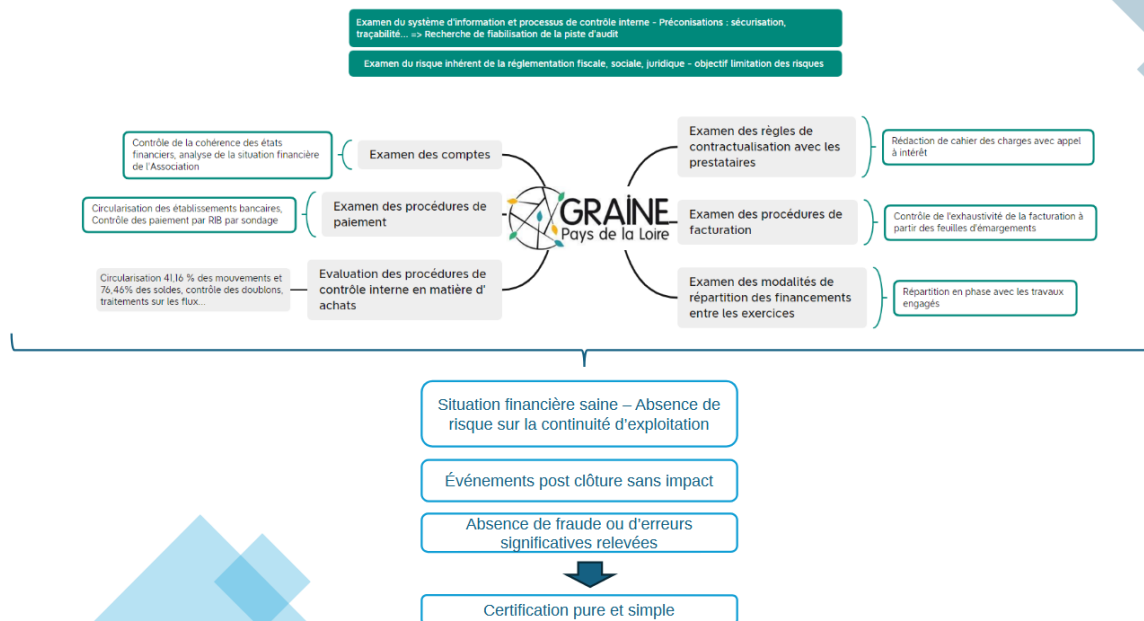 Examen du système d'information et processus de contrôle interne - Préconisations : sécurisation,
traçabilité... => Recherche de fiabilisation de la piste d'audit
Examen du risque inhérent de la réglementation fiscale, sociale, juridique - objectif limitation des risques
Contrôle de la cohérence des états
financiers, analyse de la situation financière
de l'Association
Examen des comptes
Circularisation des établissements bancaires,
Contrôle des paiement par RIB par sondage
Examen des procédures de
paiement
Circularisation 41,16 % des mouvements et
76,46% des soldes, contrôle des doublons,
traitements sur les flux...
Evaluation des procédures de
contrôle interne en matière d'
achats
GRAINE
Pays de la Loire
Examen des règles de
contractualisation avec les
prestataires
Rédaction de cahier des charges avec appel
à intérêt
Examen des procédures de
facturation
Contrôle de l'exhaustivité de la facturation à
partir des feuilles d'émargements
Examen des modalités de
répartition des financements
entre les exercices
Répartition en phase avec les travaux
engagés
Situation financière saine – Absence de
risque sur la continuité d'exploitation
Événements post clôture sans impact
Absence de fraude ou d'erreurs
significatives relevées
Certification pure et simple